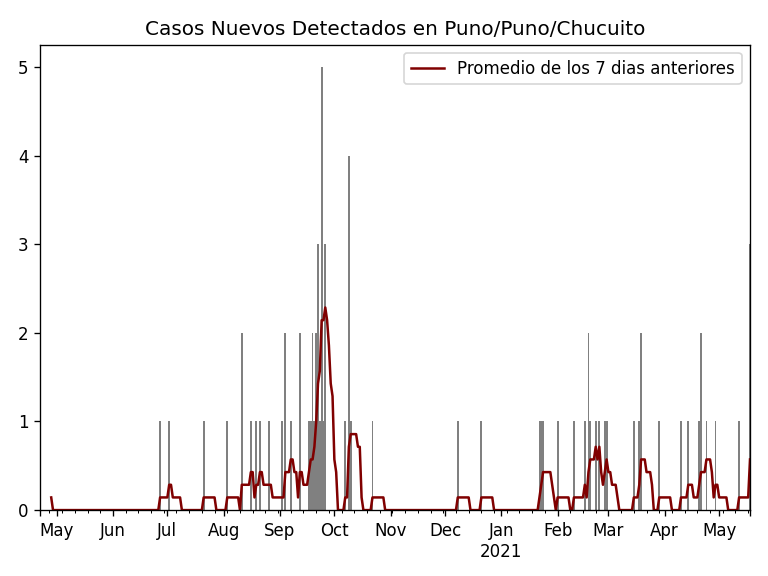 Casos Nuevos Detectados en Puno/Puno/Chucuito
Promedio de los 7 dias anteriores
5
4
3
2
1
0
May Jun Jul Aug Sep Oct Nov Dec Jan Feb Mar Apr May
2021